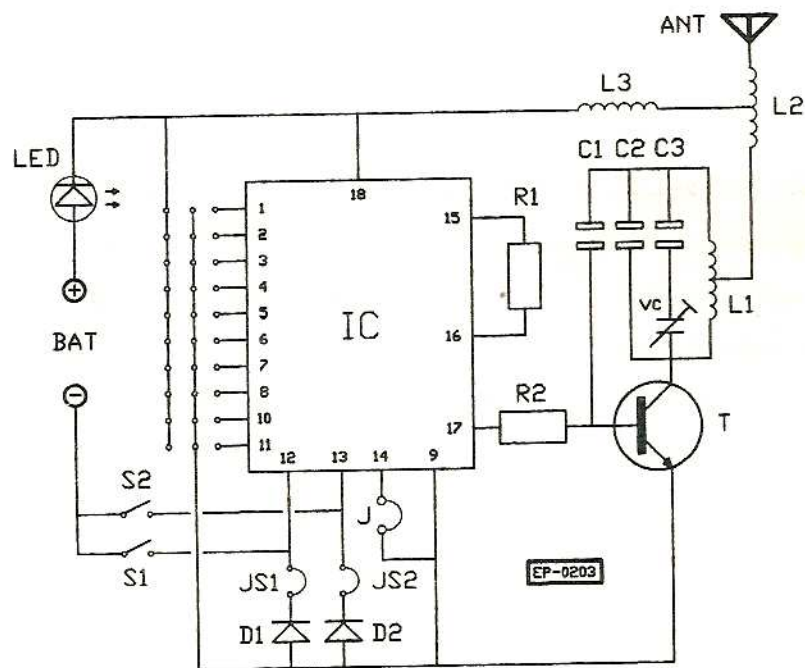 ANT
L3
L2
LED
C1 C2 C3
18
R1
1
15
2
3
4
5
IC
VC
L1
BAT
6
16
7
8
R2
10
17
T
11
12
13
14
9
S2
J
S1
JS1
JS2
EP-0203
D1
D2